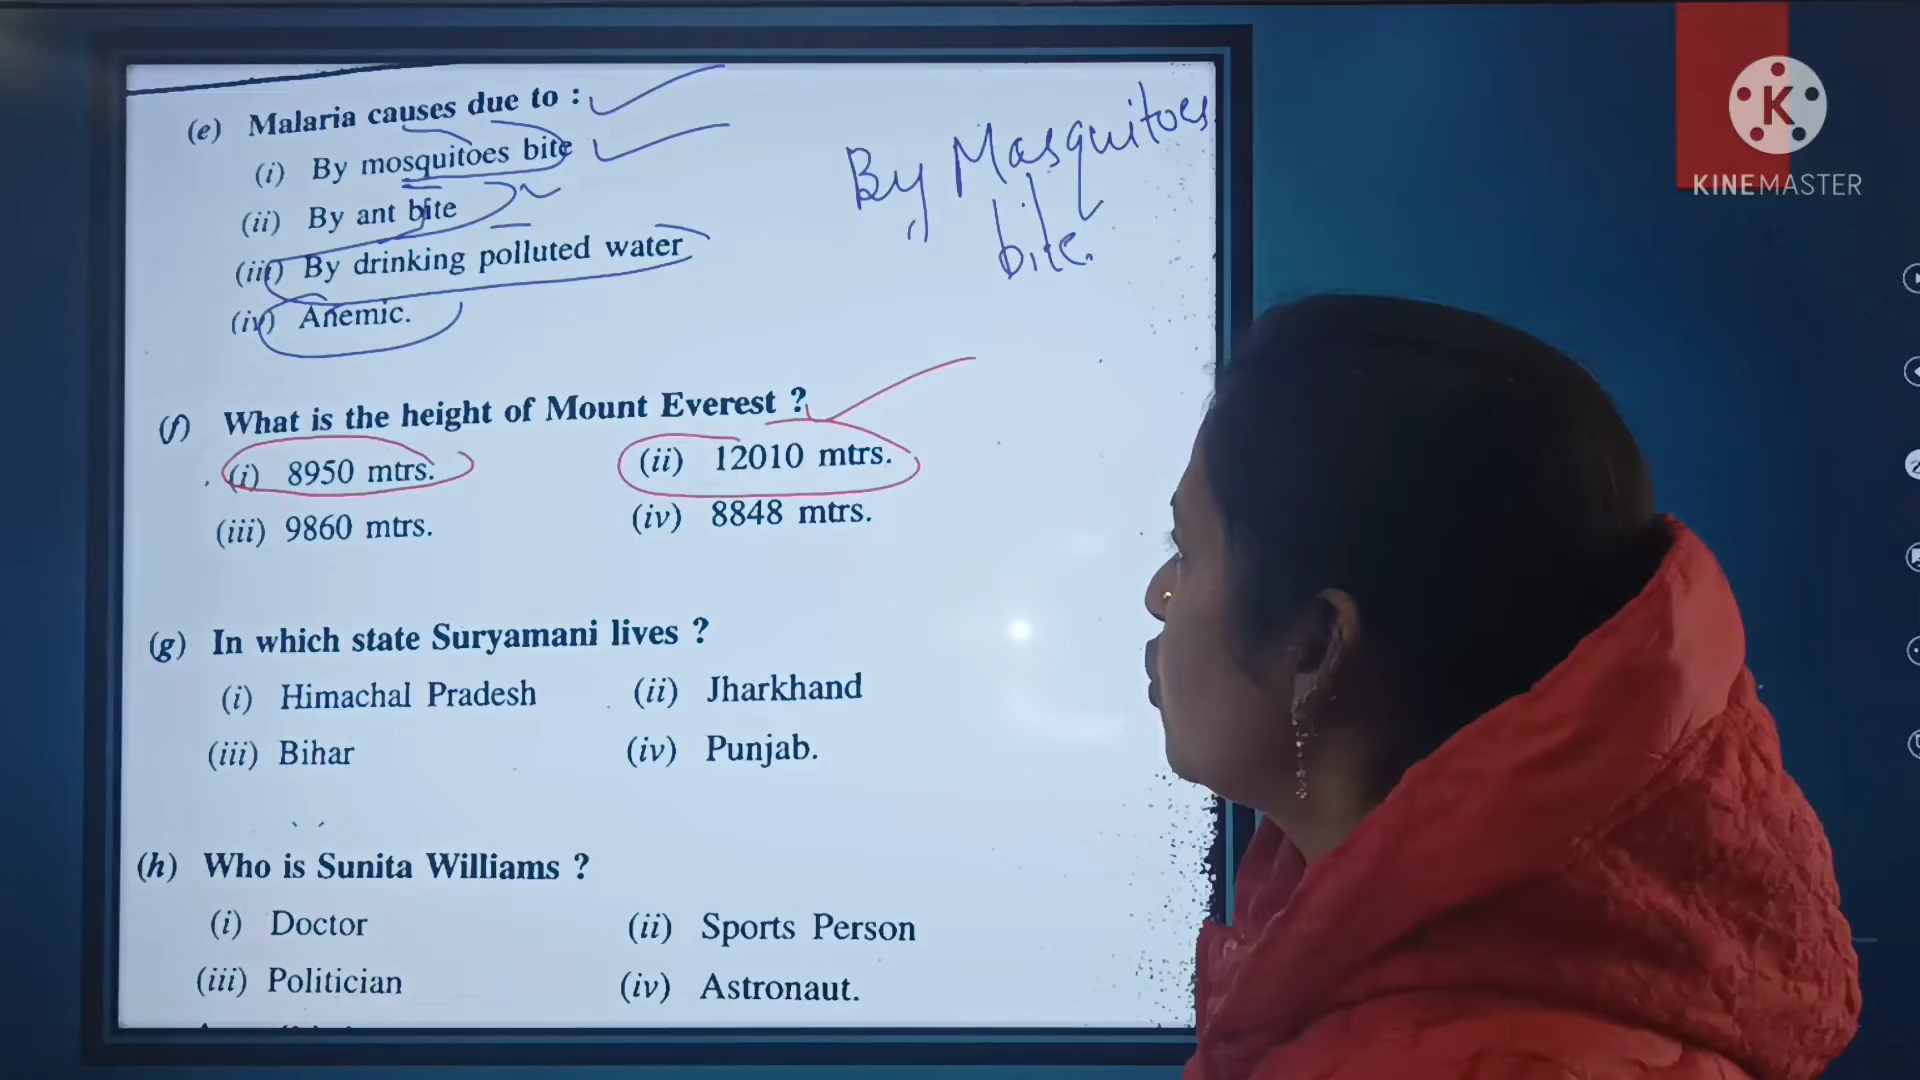 (e) Malaria causes due to :
(i) By mosquitoes bite
(ii) By ant bite
(iii) By drinking polluted water
(iv) Anemic.
By Mosquitoes
bite.
KINEMASTER
(f) What is the height of Mount Everest ?
(i) 8950 mtrs. (ii) 12010 mtrs.
(iii) 9860 mtrs. (iv) 8848 mtrs.
(g) In which state Suryamani lives ?
(i) Himachal Pradesh (ii) Jharkhand
(iii) Bihar (iv) Punjab.
(h) Who is Sunita Williams ?
(i) Doctor (ii) Sports Person
(iii) Politician (iv) Astronaut.